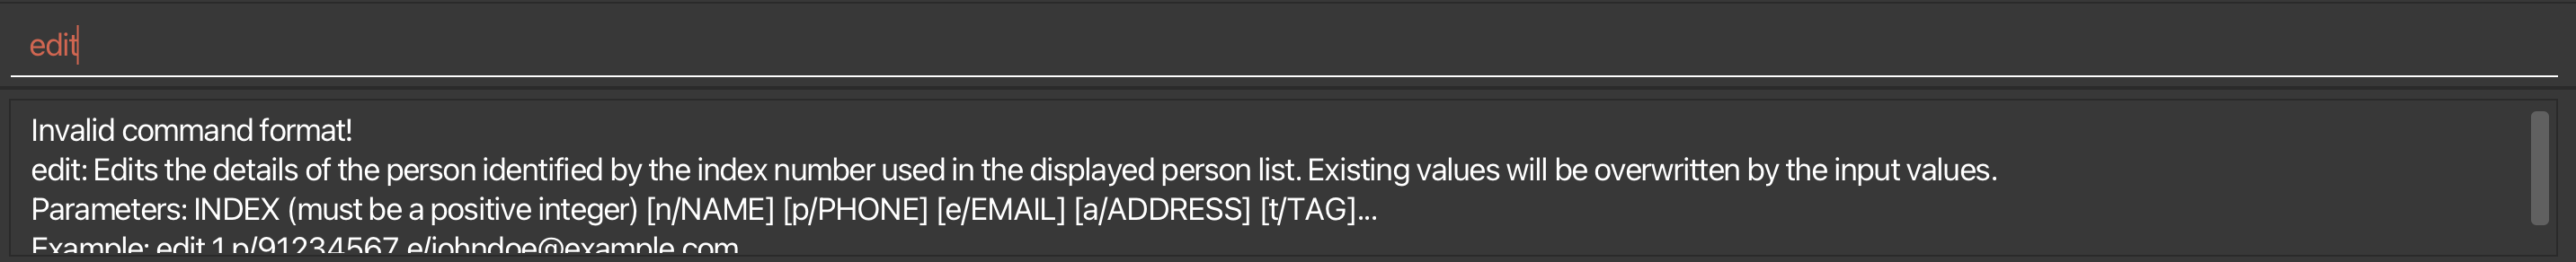 edit
Invalid command format!
edit: Edits the details of the person identified by the index number used in the displayed person list. Existing values will be overwritten by the input values.
Parameters: INDEX (must be a positive integer) [n/NAME] [p/PHONE] [e/EMAIL] [a/ADDRESS] [t/TAG]...
Example: edit 1 p/91234567 e/johndoe@example.com